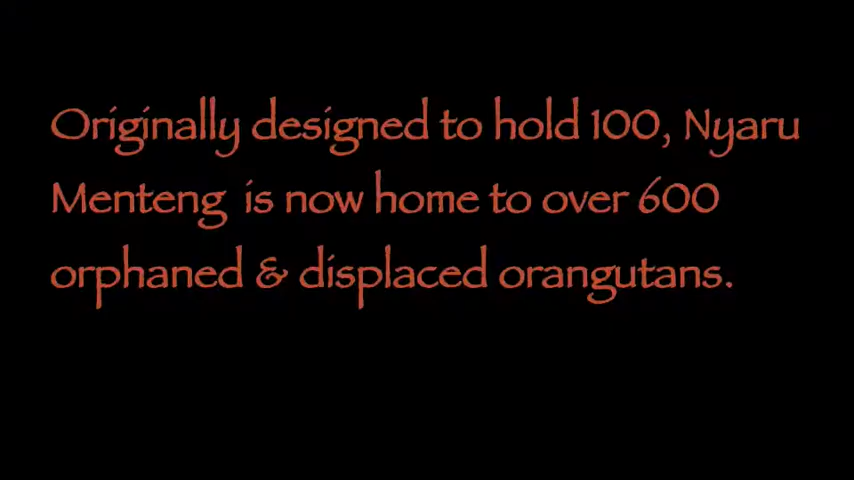 Originally designed to hold 100, Nyaru
Menteng is now home to over 600
orphaned & displaced orangutans.